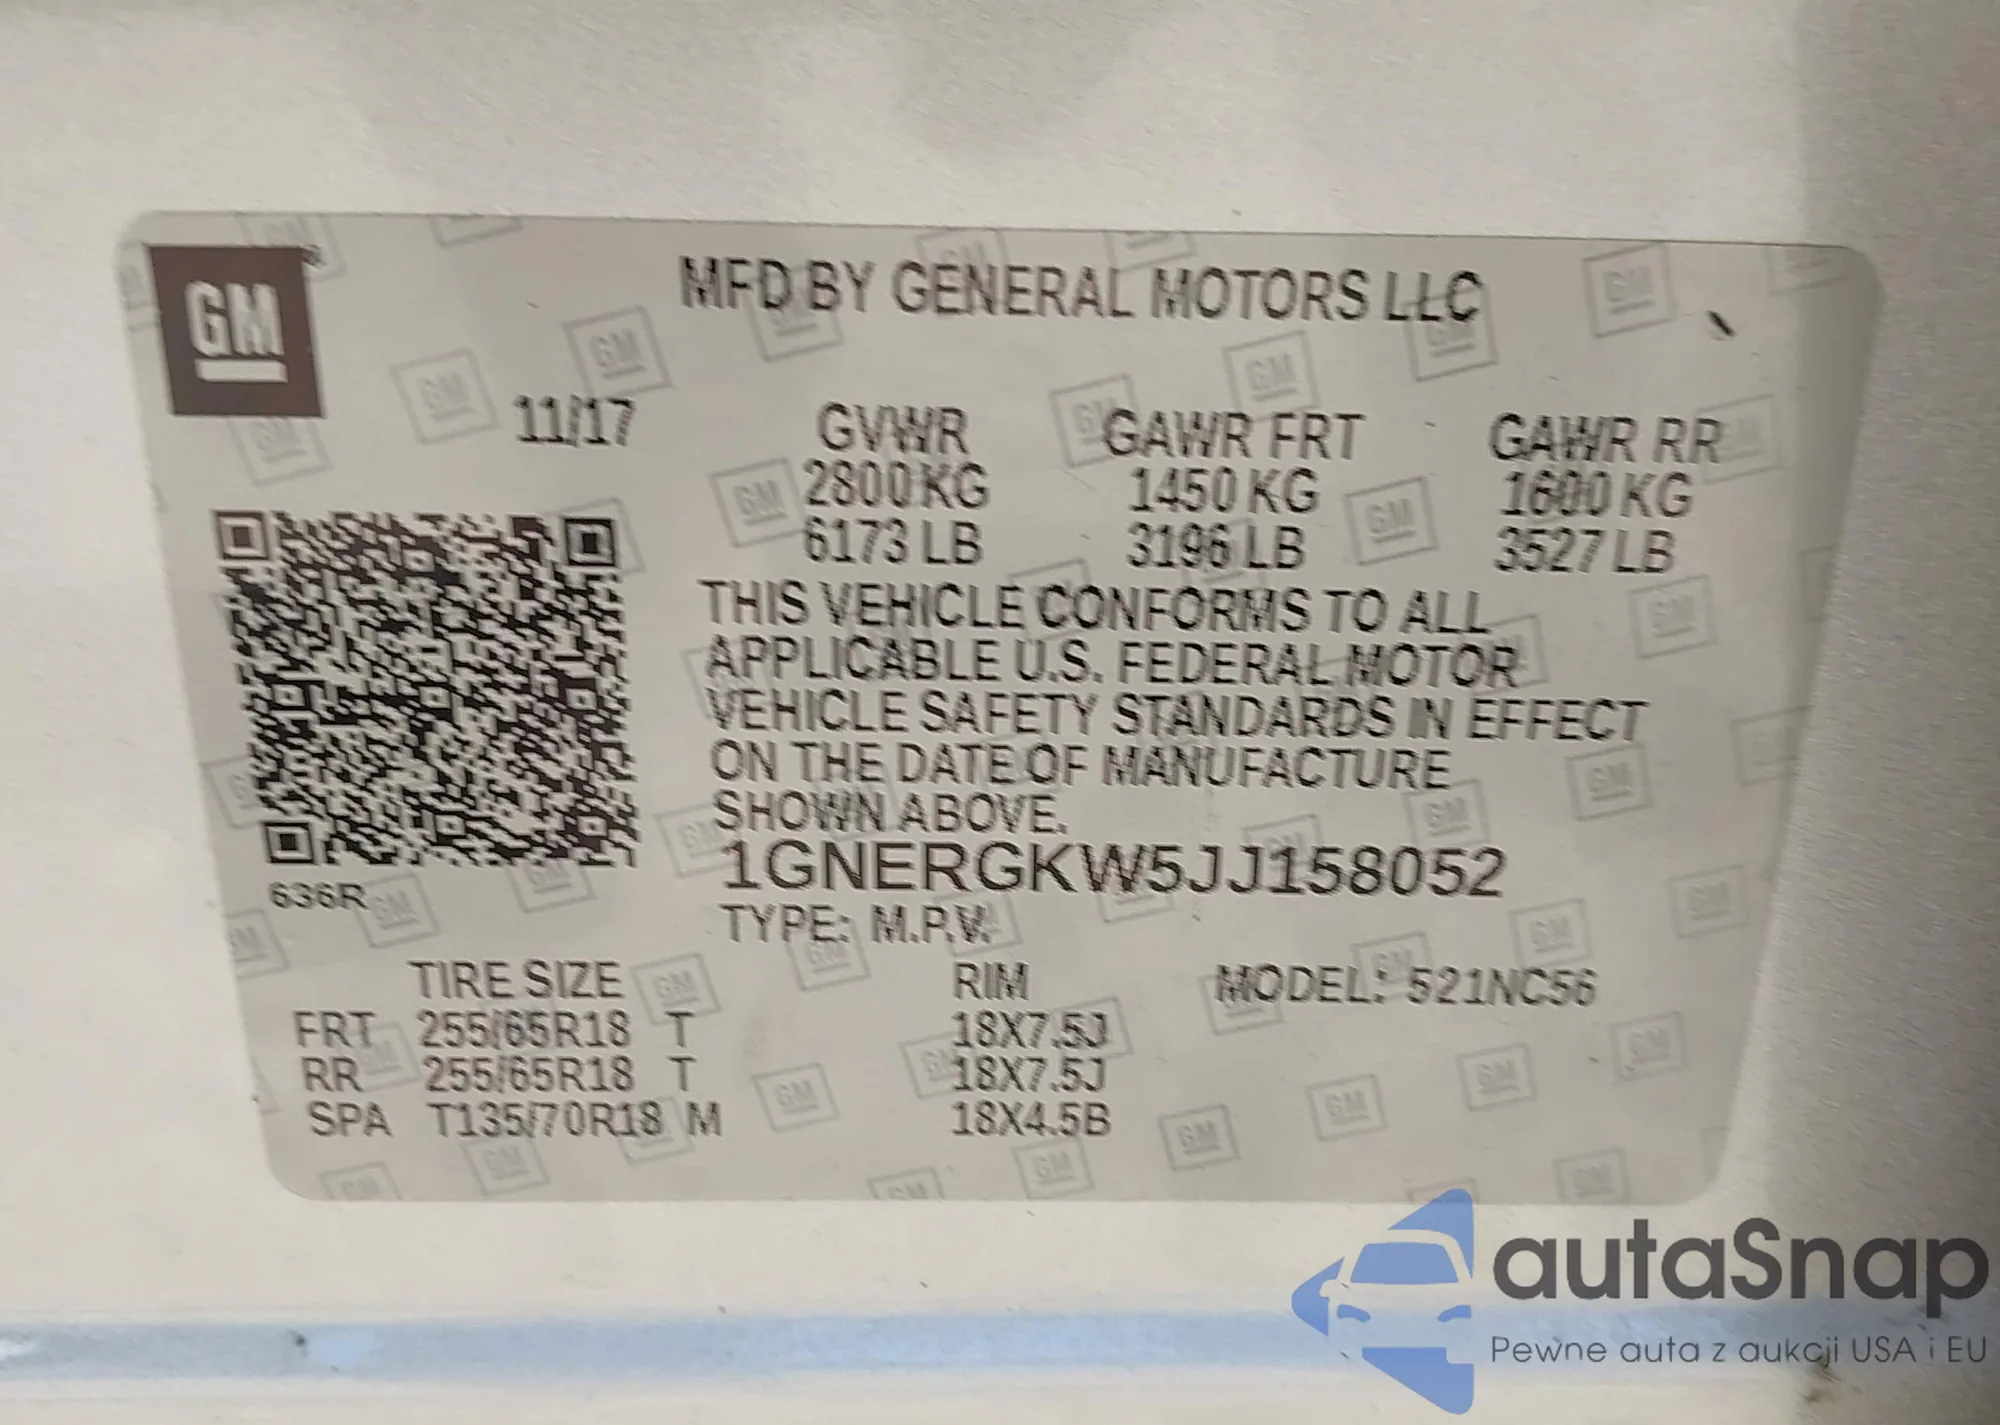 GM
MFD BY GENERAL MOTORS LLC
11/17
GVWR GAWR FRT GAWR RR
2800 KG 1450 KG 1600 KG
6173 LB 3196 LB 3527 LB
THIS VEHICLE CONFORMS TO ALL
APPLICABLE U.S. FEDERAL MOTOR
VEHICLE SAFETY STANDARDS IN EFFECT
ON THE DATE OF MANUFACTURE
SHOWN ABOVE.
1GNERGKW5JJ158052
636R
TYPE: M.P.V.
TIRE SIZE RIM MODEL: 521NC56
FRT 255/65R18 T 18X7.5J
RR 255/65R18 T 18X7.5J
SPA T135/70R18 M 18X4.5B
autaSnap
Pewne auta z aukcji USA i EU